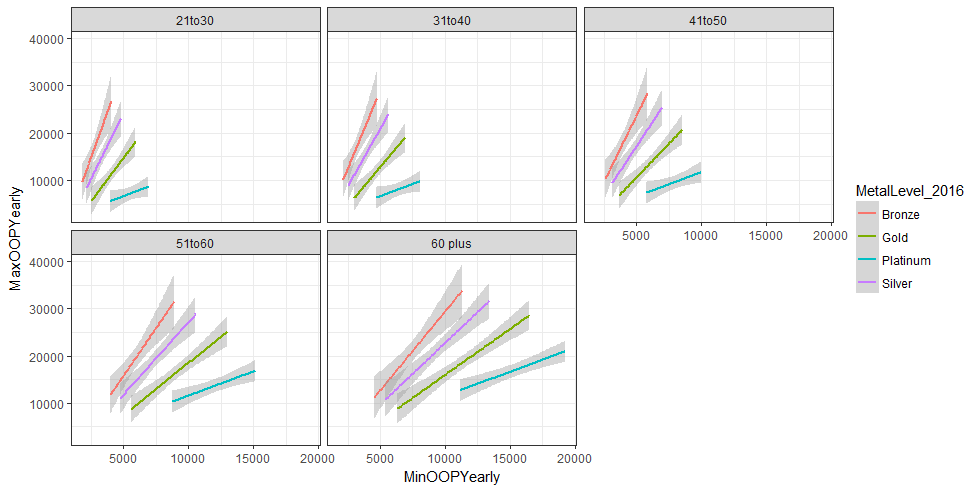 21to30
31to40
41to50
40000
30000
20000
10000
5000 10000 15000 20000
51to60
60 plus
40000
30000
20000
10000
5000 10000 15000 20000
5000 10000 15000 20000
MaxOOPYearly
MinOOPYearly
MetalLevel_2016
Bronze
Gold
Platinum
Silver